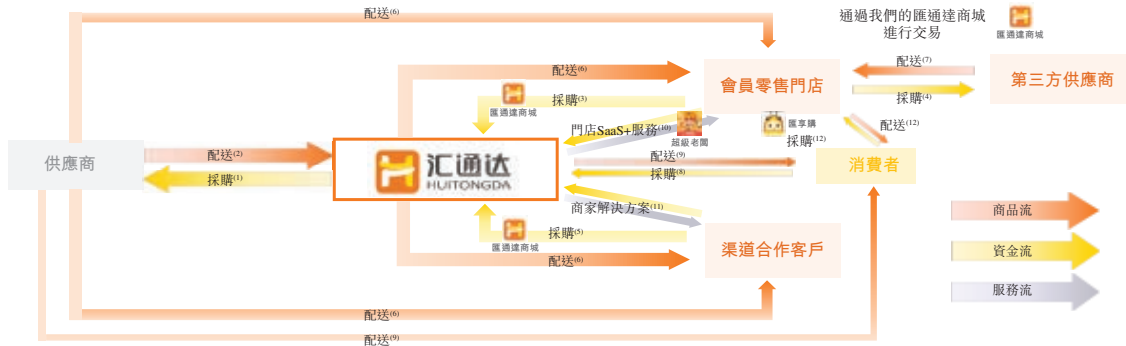 配送(6)
通過我們的匯通達商城
進行交易
匯通達商城
配送(6)
會員零售門店
配送(7)
第三方供應商
採購(3)
匯通達商城
採購(4)
門店SaaS+服務(10)
超級老闆
匯享購
配送(12)
採購(12)
供應商
配送(2)
採購(1)
汇通达
HUITONGDA
配送(9)
採購(8)
消費者
商家解決方案(11)
商品流
採購(5)
匯通達商城
渠道合作客戶
資金流
配送(6)
服務流
配送(6)
配送(9)